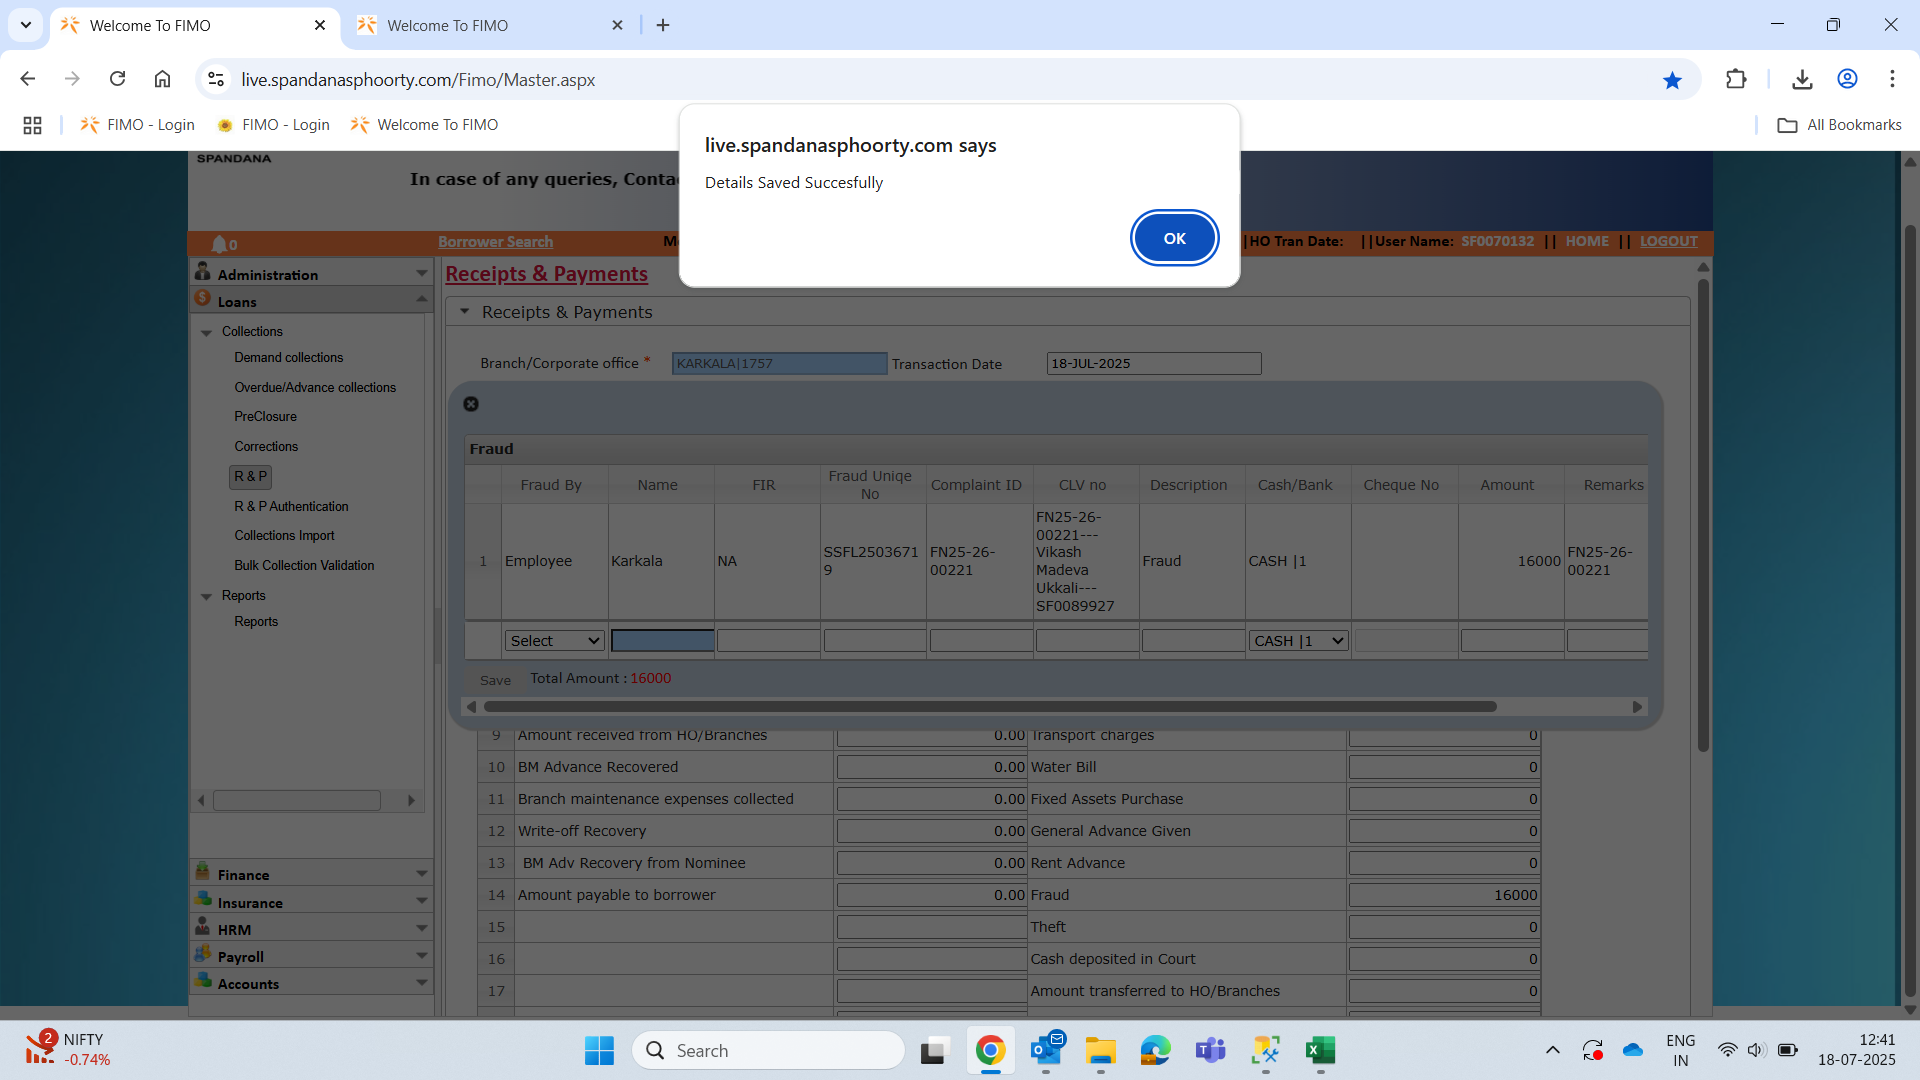 Welcome To FIMO
Welcome To FIMO
live.spandanasphoorty.com/Fimo/Master.aspx
FIMO - Login
FIMO - Login
Welcome To FIMO
All Bookmarks
live.spandanasphoorty.com says
Details Saved Succesfully
OK
SPANDANA
In case of any queries, Conta
0
Borrower Search
HO Tran Date: ||User Name: SF0070132 || HOME || LOGOUT
Administration
Loans
Collections
Demand collections
Overdue/Advance collections
PreClosure
Corrections
R & P
R & P Authentication
Collections Import
Bulk Collection Validation
Reports
Reports
Finance
Insurance
HRM
Payroll
Accounts
Receipts & Payments
Receipts & Payments
Branch/Corporate office * KARKALA|1757 Transaction Date 18-JUL-2025
Fraud
Fraud By Name FIR Fraud Uniqe No Complaint ID CLV no Description Cash/Bank Cheque No Amount Remarks
1 Employee Karkala NA SSFL25036719 FN25-26-00221 FN25-26-00221---Vikash Madeva Ukkali---SF0089927 Fraud CASH |1 16000 FN25-26-00221
Select CASH |1
Save Total Amount : 16000
9 Amount received from HO/Branches 0.00 Transport charges 0
10 BM Advance Recovered 0.00 Water Bill 0
11 Branch maintenance expenses collected 0.00 Fixed Assets Purchase 0
12 Write-off Recovery 0.00 General Advance Given 0
13 BM Adv Recovery from Nominee 0.00 Rent Advance 0
14 Amount payable to borrower 0.00 Fraud 16000
15 Theft 0
16 Cash deposited in Court 0
17 Amount transferred to HO/Branches 0
2 NIFTY
-0.74%
Search
ENG
IN
12:41
18-07-2025